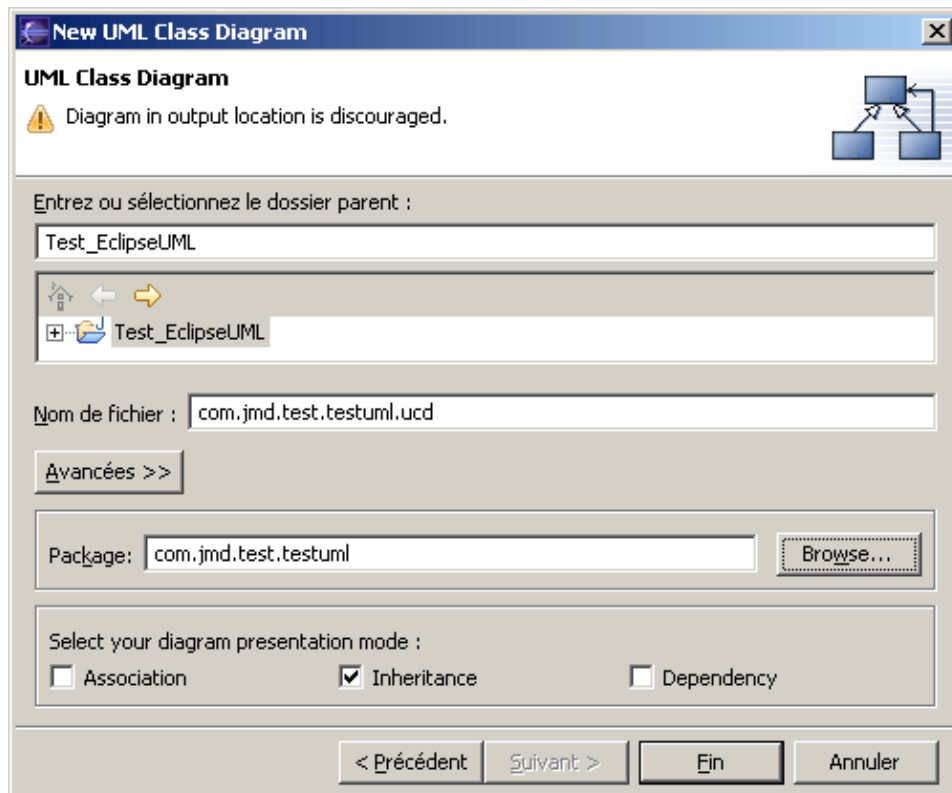 New UML Class Diagram
UML Class Diagram
Diagram in output location is discouraged.
Entrez ou sélectionnez le dossier parent :
Test_EclipseUML
Test_EclipseUML
Nom de fichier : com.jmd.test.testuml.ucd
Avancées >>
Package: com.jmd.test.testuml Browse...
Select your diagram presentation mode :
Association Inheritance Dependency
< Précédent Suivant > Fin Annuler